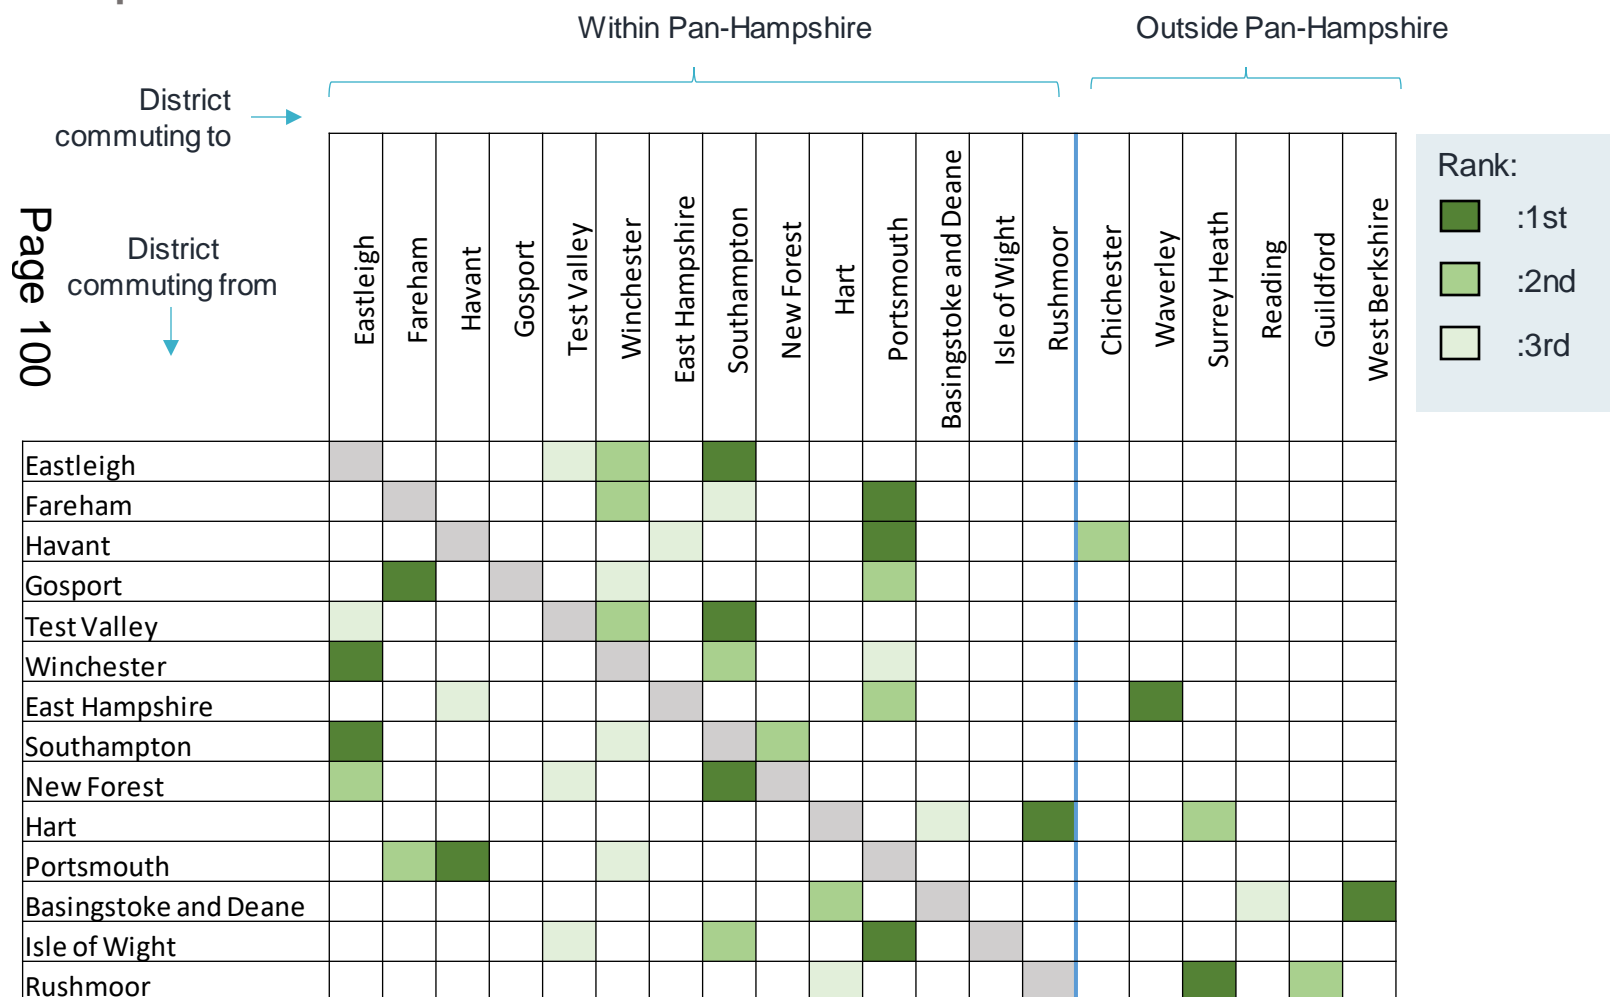 Within Pan-Hampshire
Outside Pan-Hampshire
District
commuting to
Page 100
District
commuting from
Eastleigh
Fareham
Havant
Gosport
Test Valley
Winchester
East Hampshire
Southampton
New Forest
Hart
Portsmouth
Basingstoke and Deane
Isle of Wight
Rushmoor
Chichester
Waverley
Surrey Heath
Reading
Guildford
West Berkshire
Rank:
:1st
:2nd
:3rd
Eastleigh
Fareham
Havant
Gosport
Test Valley
Winchester
East Hampshire
Southampton
New Forest
Hart
Portsmouth
Basingstoke and Deane
Isle of Wight
Rushmoor